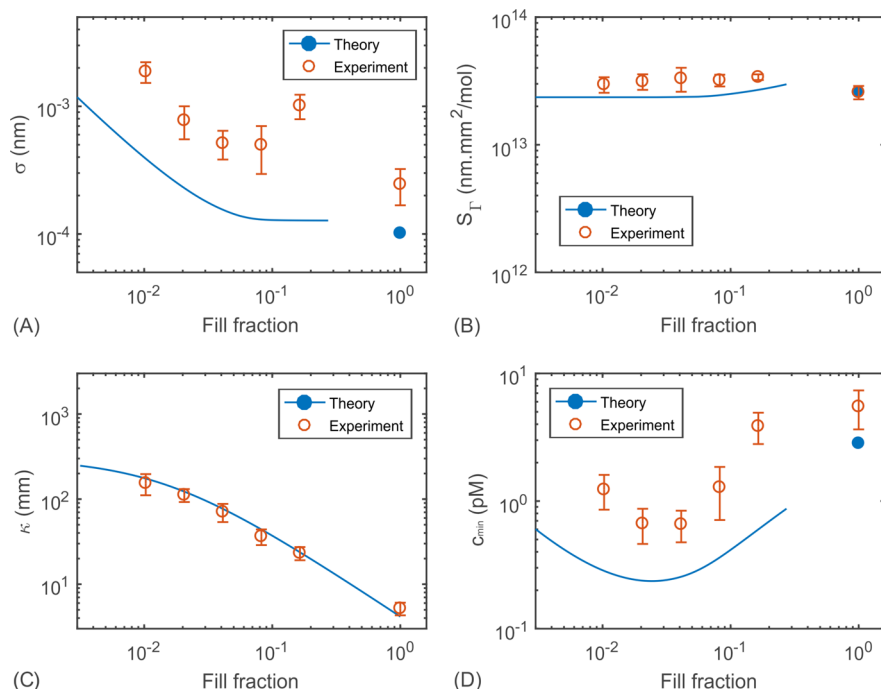 10⁻³
10⁻⁴
σ (nm)
Theory
Experiment
10⁻²
10⁻¹
10⁰
(A)
Fill fraction
10¹⁴
10¹³
10¹²
S_Γ (nm.mm²/mol)
Theory
Experiment
10⁻²
10⁻¹
10⁰
(B)
Fill fraction
10³
10²
10¹
κ (mm)
Theory
Experiment
10⁻²
10⁻¹
10⁰
(C)
Fill fraction
10¹
10⁰
10⁻¹
c_min (pM)
Theory
Experiment
10⁻²
10⁻¹
10⁰
(D)
Fill fraction